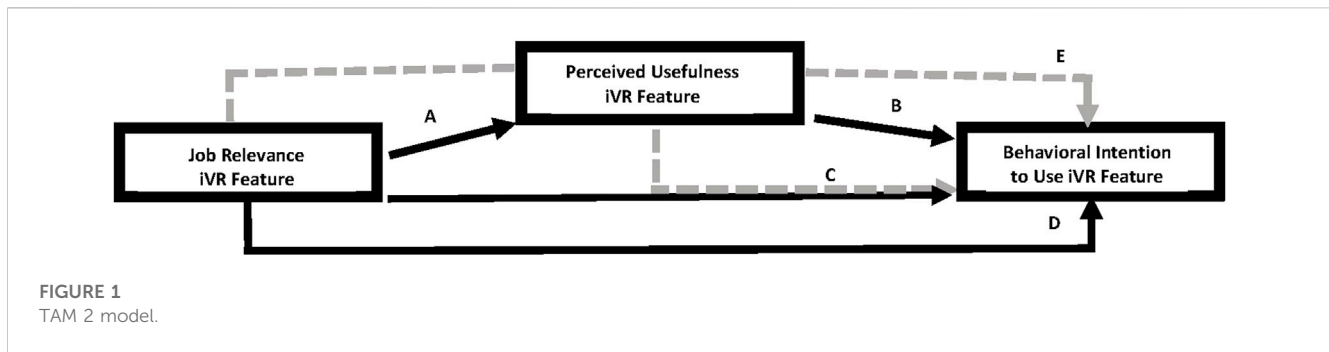 Perceived Usefulness
iVR Feature
E
A
B
Job Relevance
iVR Feature
Behavioral Intention
to Use iVR Feature
C
D
FIGURE 1
TAM 2 model.